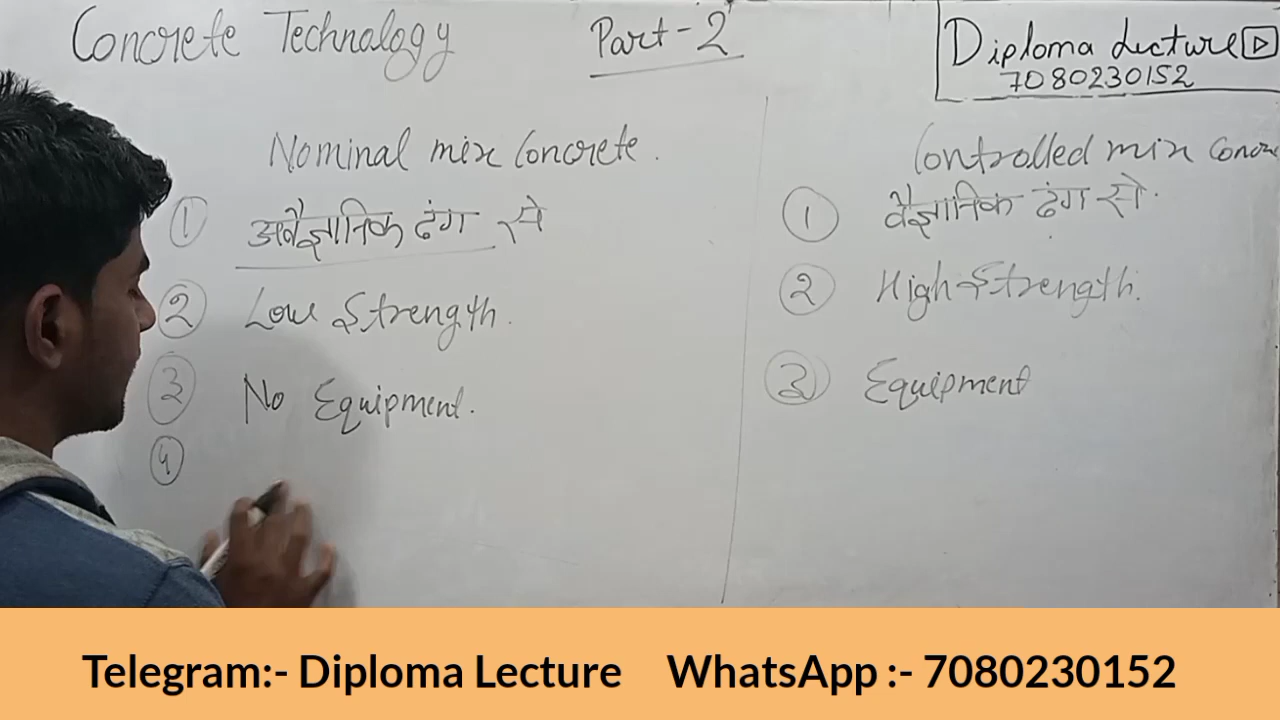 Concrete Technalogy
Part-2
Diploma Lecture
7080230152
Nominal mix Concrete.
① अवैज्ञानिक ढंग से
② Low Strength.
③ No Equipment.
④
Controlled mix Concre
① वैज्ञानिक ढंग से.
② High Strength.
③ Equipment
Telegram:- Diploma Lecture WhatsApp :- 7080230152